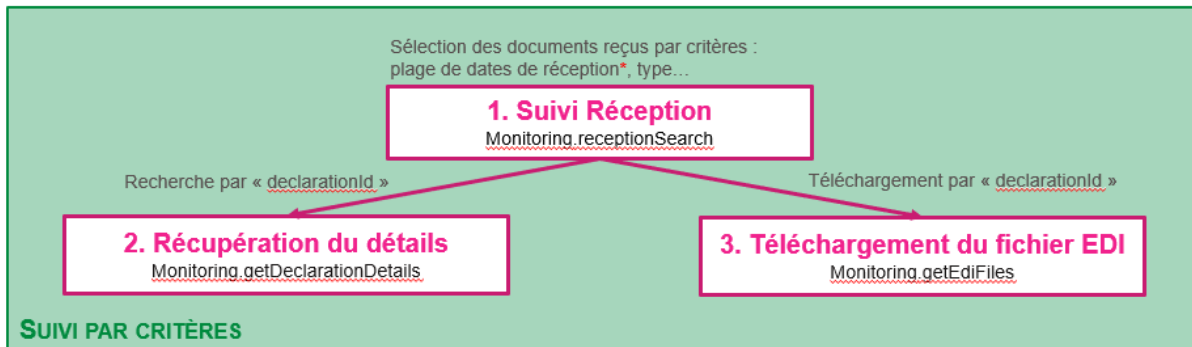 Sélection des documents reçus par critères :
plage de dates de réception*, type…
1. Suivi Réception
Monitoring.receptionSearch
Recherche par « declarationId »
Téléchargement par « declarationId »
2. Récupération du détails
Monitoring.getDeclarationDetails
3. Téléchargement du fichier EDI
Monitoring.getEdiFiles
SUIVI PAR CRITÈRES